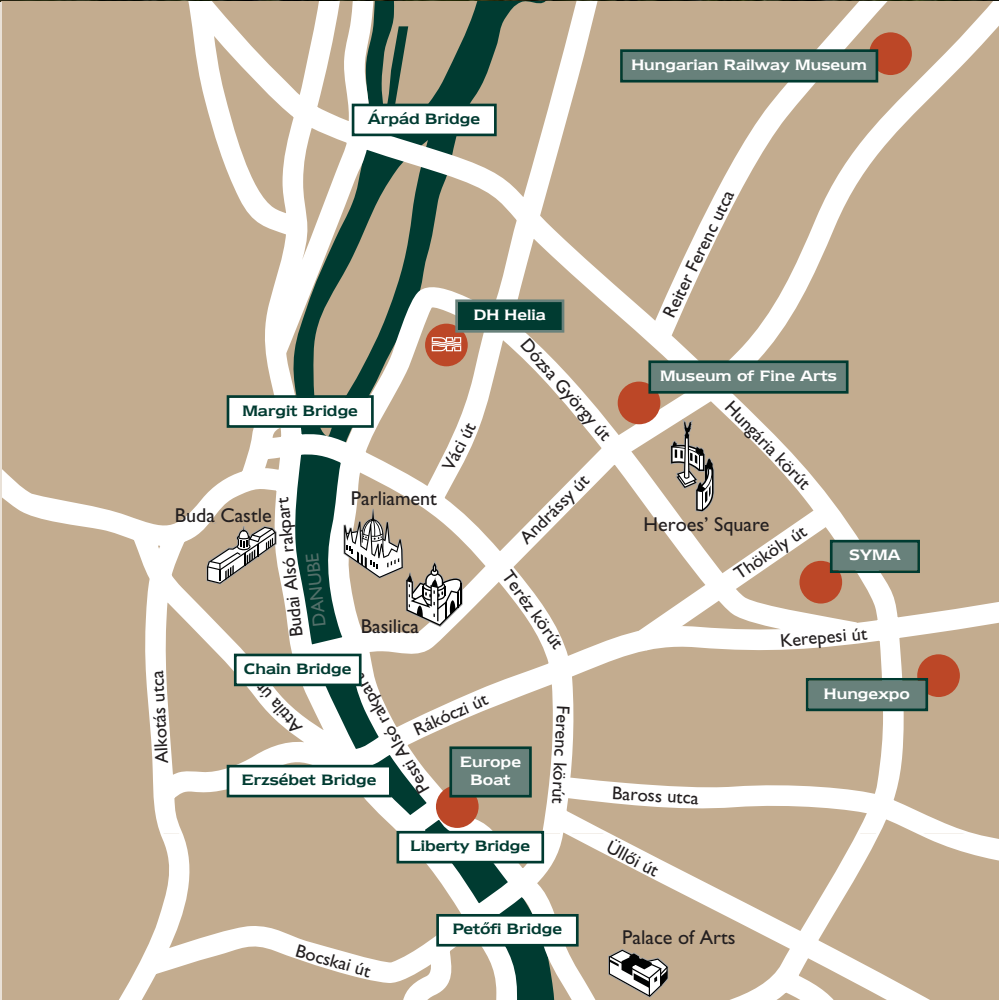 Hungarian Railway Museum
Árpád Bridge
Reiter Ferenc utca
DH Helia
DH
Dózsa György út
Museum of Fine Arts
Margit Bridge
Hungária körút
Váci út
Andrássy út
Parliament
Buda Castle
Heroes' Square
Budai Alsó rakpart
DANUBE
Thököly út
SYMA
Teréz körút
Basilica
Kerepesi út
Chain Bridge
Attila út
Alkotás utca
Pesti Alsó rakpart
Rákóczi út
Hungexpo
Ferenc körút
Europe
Boat
Erzsébet Bridge
Baross utca
Liberty Bridge
Üllői út
Petőfi Bridge
Palace of Arts
Bocskai út